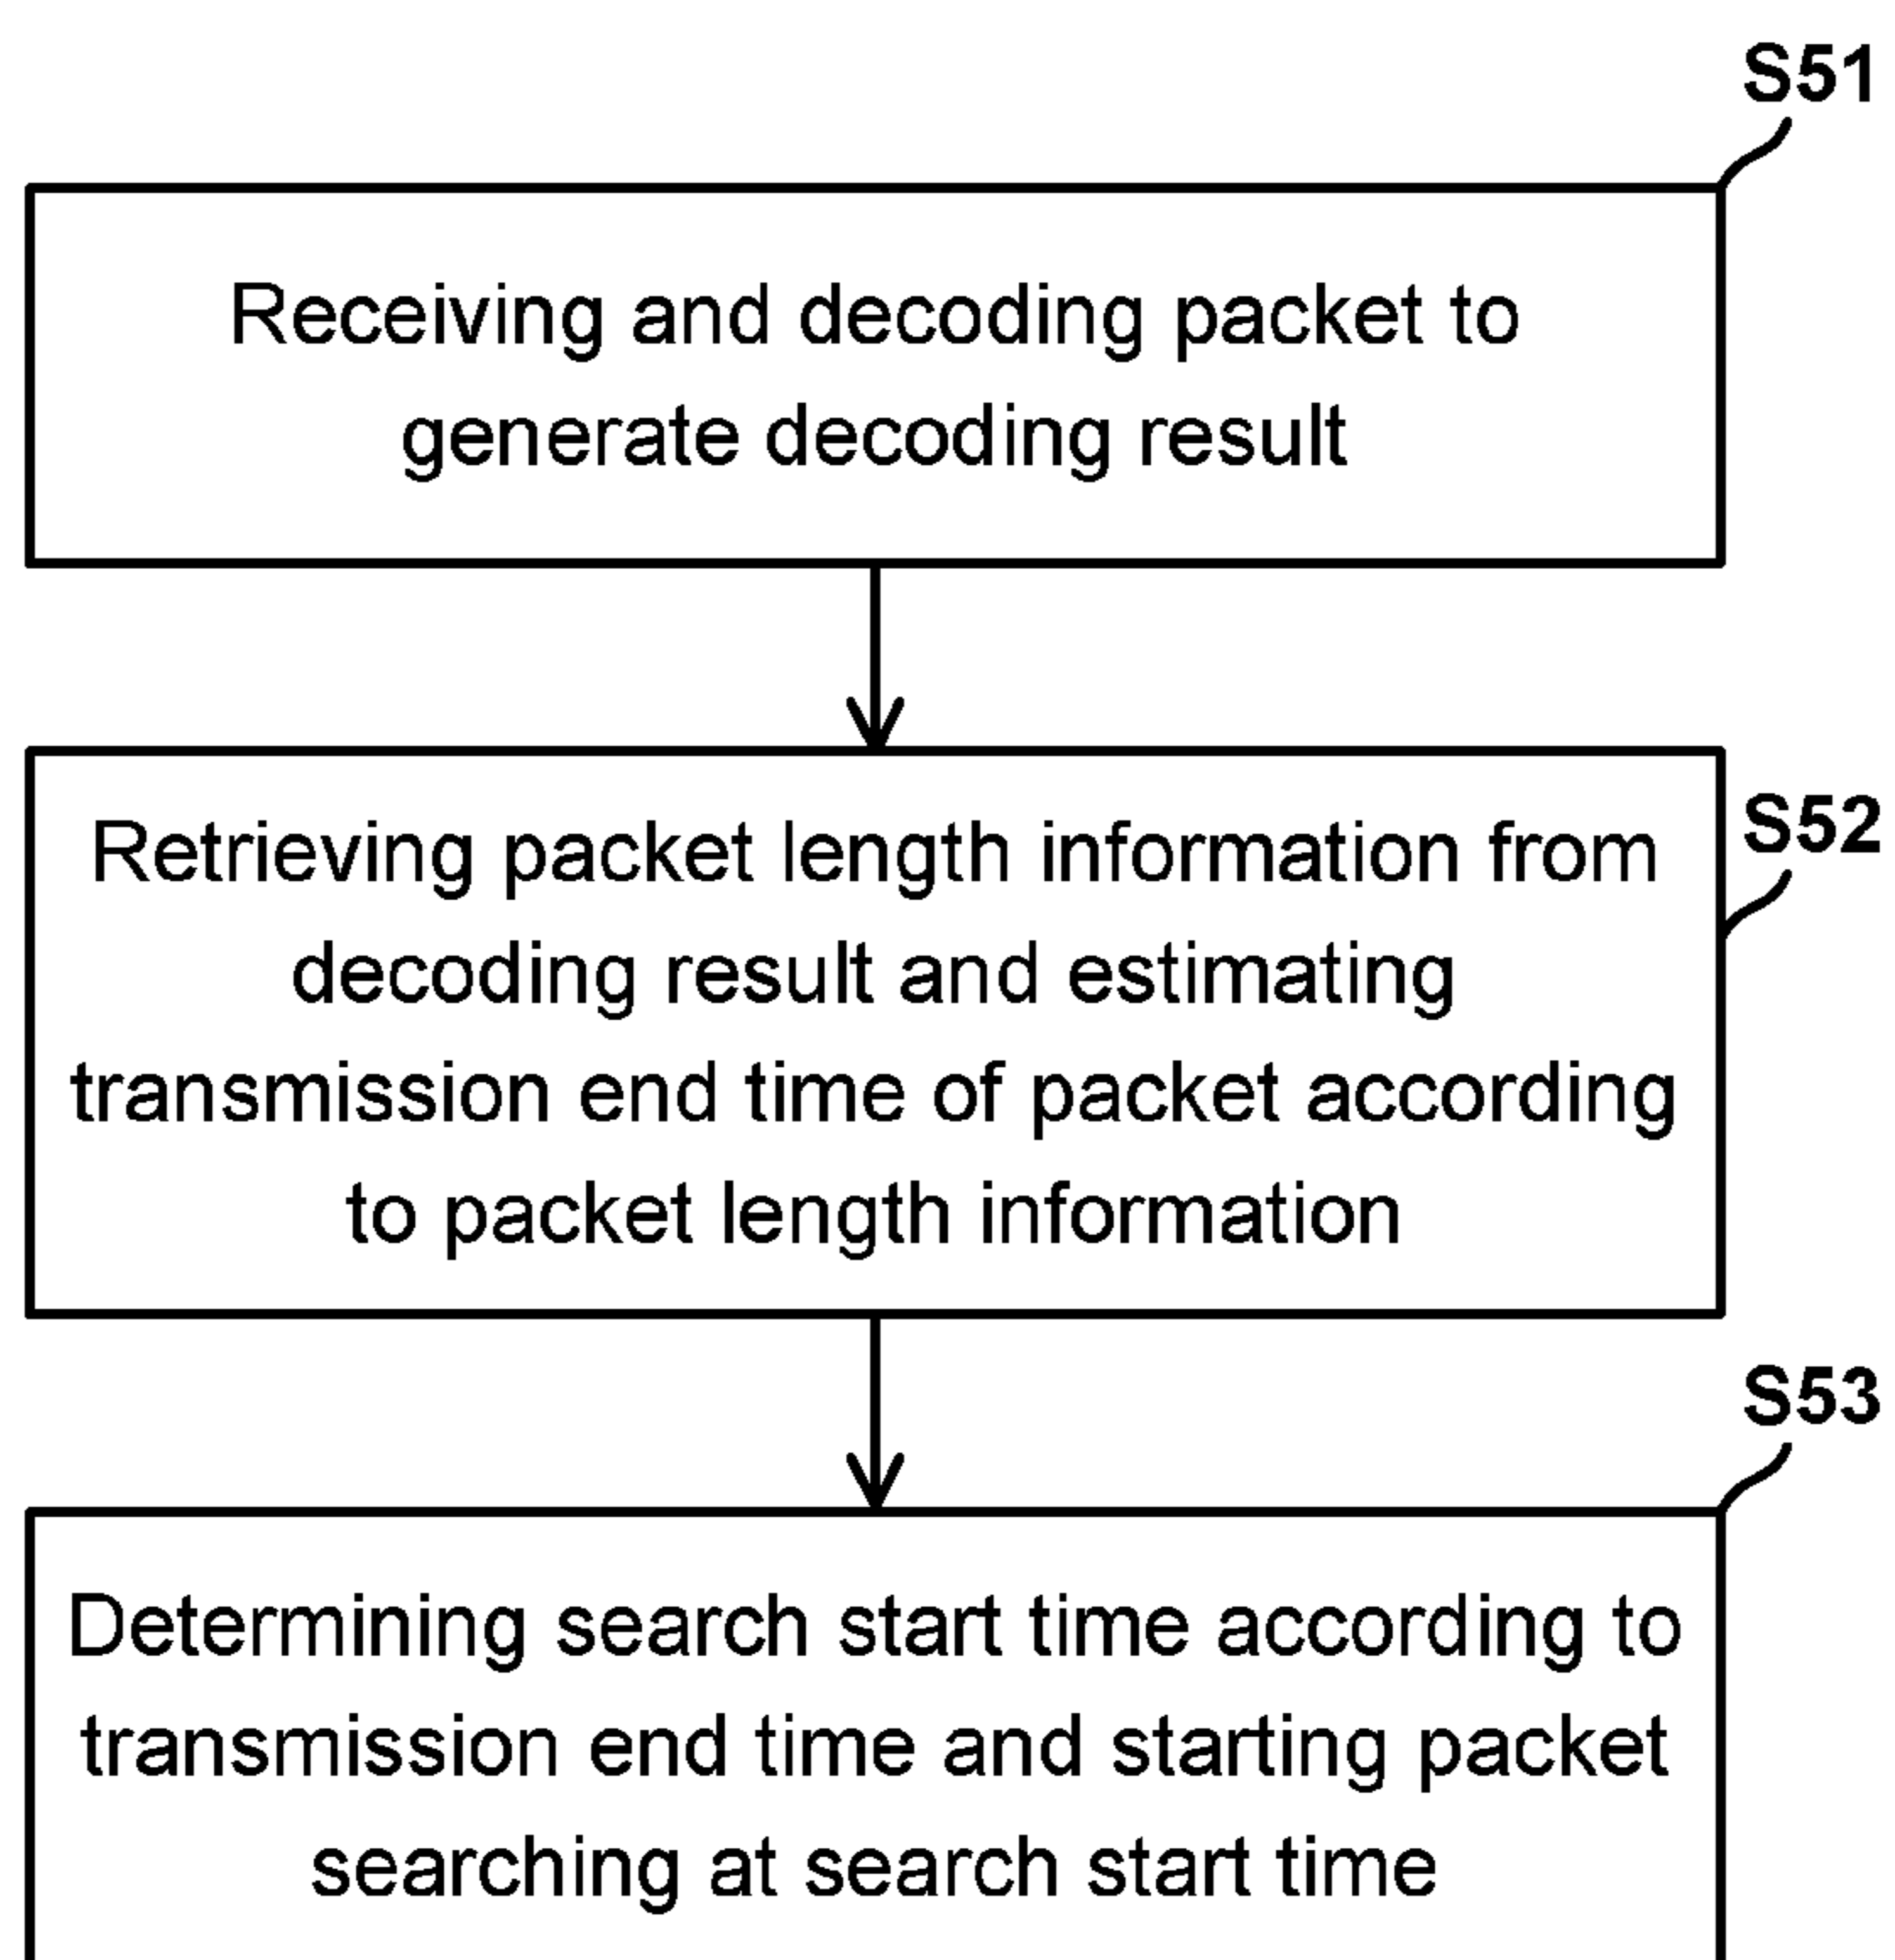 S51
Receiving and decoding packet to
generate decoding result
S52
Retrieving packet length information from
decoding result and estimating
transmission end time of packet according
to packet length information
S53
Determining search start time according to
transmission end time and starting packet
searching at search start time